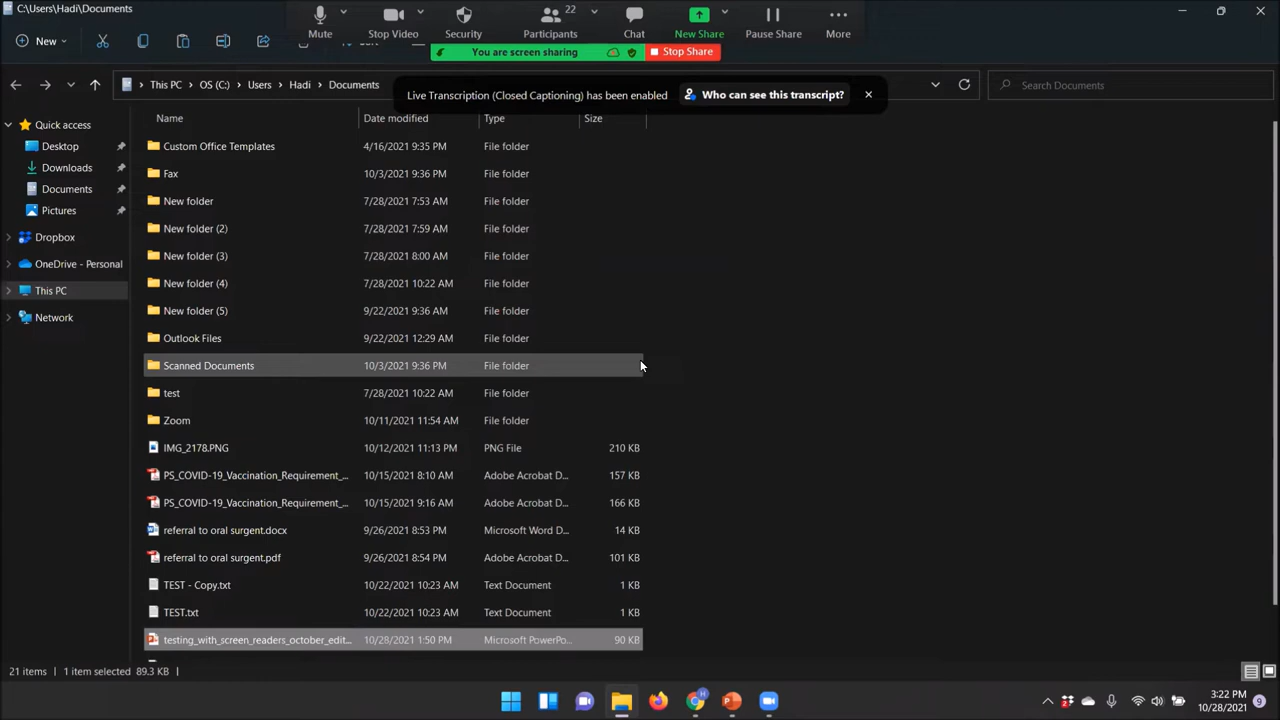 C:\Users\Hadi\Documents
Mute
Stop Video
Security
22
Participants
Chat
New Share
Pause Share
More
New
You are screen sharing
Stop Share
This PC > OS (C:) > Users > Hadi > Documents
Live Transcription (Closed Captioning) has been enabled
Who can see this transcript?
Search Documents
Name Date modified Type Size
Quick access
Desktop
Downloads
Documents
Pictures
Dropbox
OneDrive - Personal
This PC
Network
Custom Office Templates 4/16/2021 9:35 PM File folder
Fax 10/3/2021 9:36 PM File folder
New folder 7/28/2021 7:53 AM File folder
New folder (2) 7/28/2021 7:59 AM File folder
New folder (3) 7/28/2021 8:00 AM File folder
New folder (4) 7/28/2021 10:22 AM File folder
New folder (5) 9/22/2021 9:36 AM File folder
Outlook Files 9/22/2021 12:29 AM File folder
Scanned Documents 10/3/2021 9:36 PM File folder
test 7/28/2021 10:22 AM File folder
Zoom 10/11/2021 11:54 AM File folder
IMG_2178.PNG 10/12/2021 11:13 PM PNG File 210 KB
PS_COVID-19_Vaccination_Requirement_... 10/15/2021 8:10 AM Adobe Acrobat D... 157 KB
PS_COVID-19_Vaccination_Requirement_... 10/15/2021 9:16 AM Adobe Acrobat D... 166 KB
referral to oral surgent.docx 9/26/2021 8:53 PM Microsoft Word D... 14 KB
referral to oral surgent.pdf 9/26/2021 8:54 PM Adobe Acrobat D... 101 KB
TEST - Copy.txt 10/22/2021 10:23 AM Text Document 1 KB
TEST.txt 10/22/2021 10:23 AM Text Document 1 KB
testing_with_screen_readers_october_edit... 10/28/2021 1:50 PM Microsoft PowerPo... 90 KB
21 items 1 item selected 89.3 KB
3:22 PM
10/28/2021
9